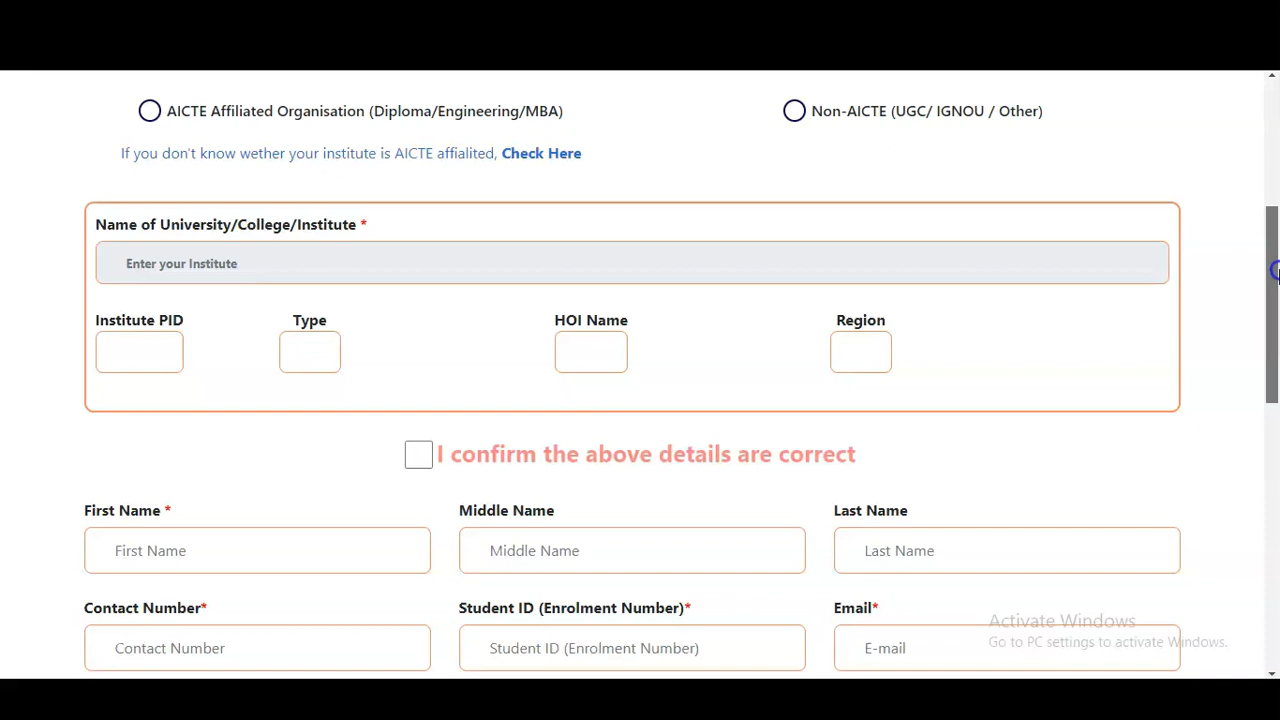 AICTE Affiliated Organisation (Diploma/Engineering/MBA)
Non-AICTE (UGC/ IGNOU / Other)
If you don't know wether your institute is AICTE affialited, Check Here
Name of University/College/Institute *
Enter your Institute
Institute PID
Type
HOI Name
Region
I confirm the above details are correct
First Name *
Middle Name
Last Name
First Name
Middle Name
Last Name
Contact Number*
Student ID (Enrolment Number)*
Email*
Contact Number
Student ID (Enrolment Number)
E-mail
Activate Windows
Go to PC settings to activate Windows.